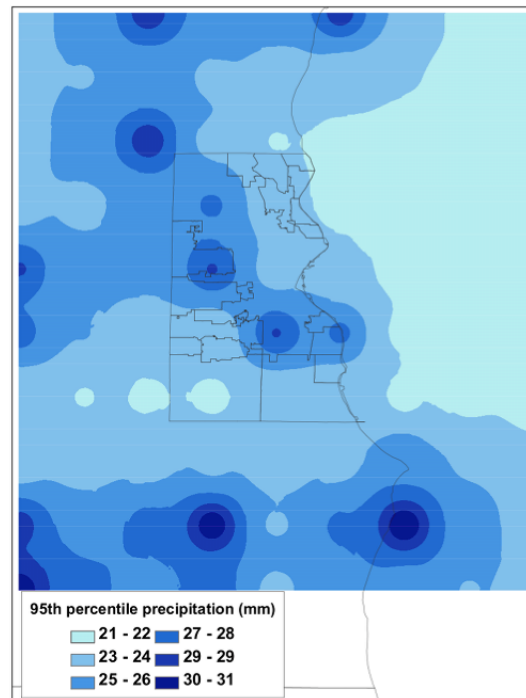 95th percentile precipitation (mm)
21 - 22 27 - 28
23 - 24 29 - 29
25 - 26 30 - 31